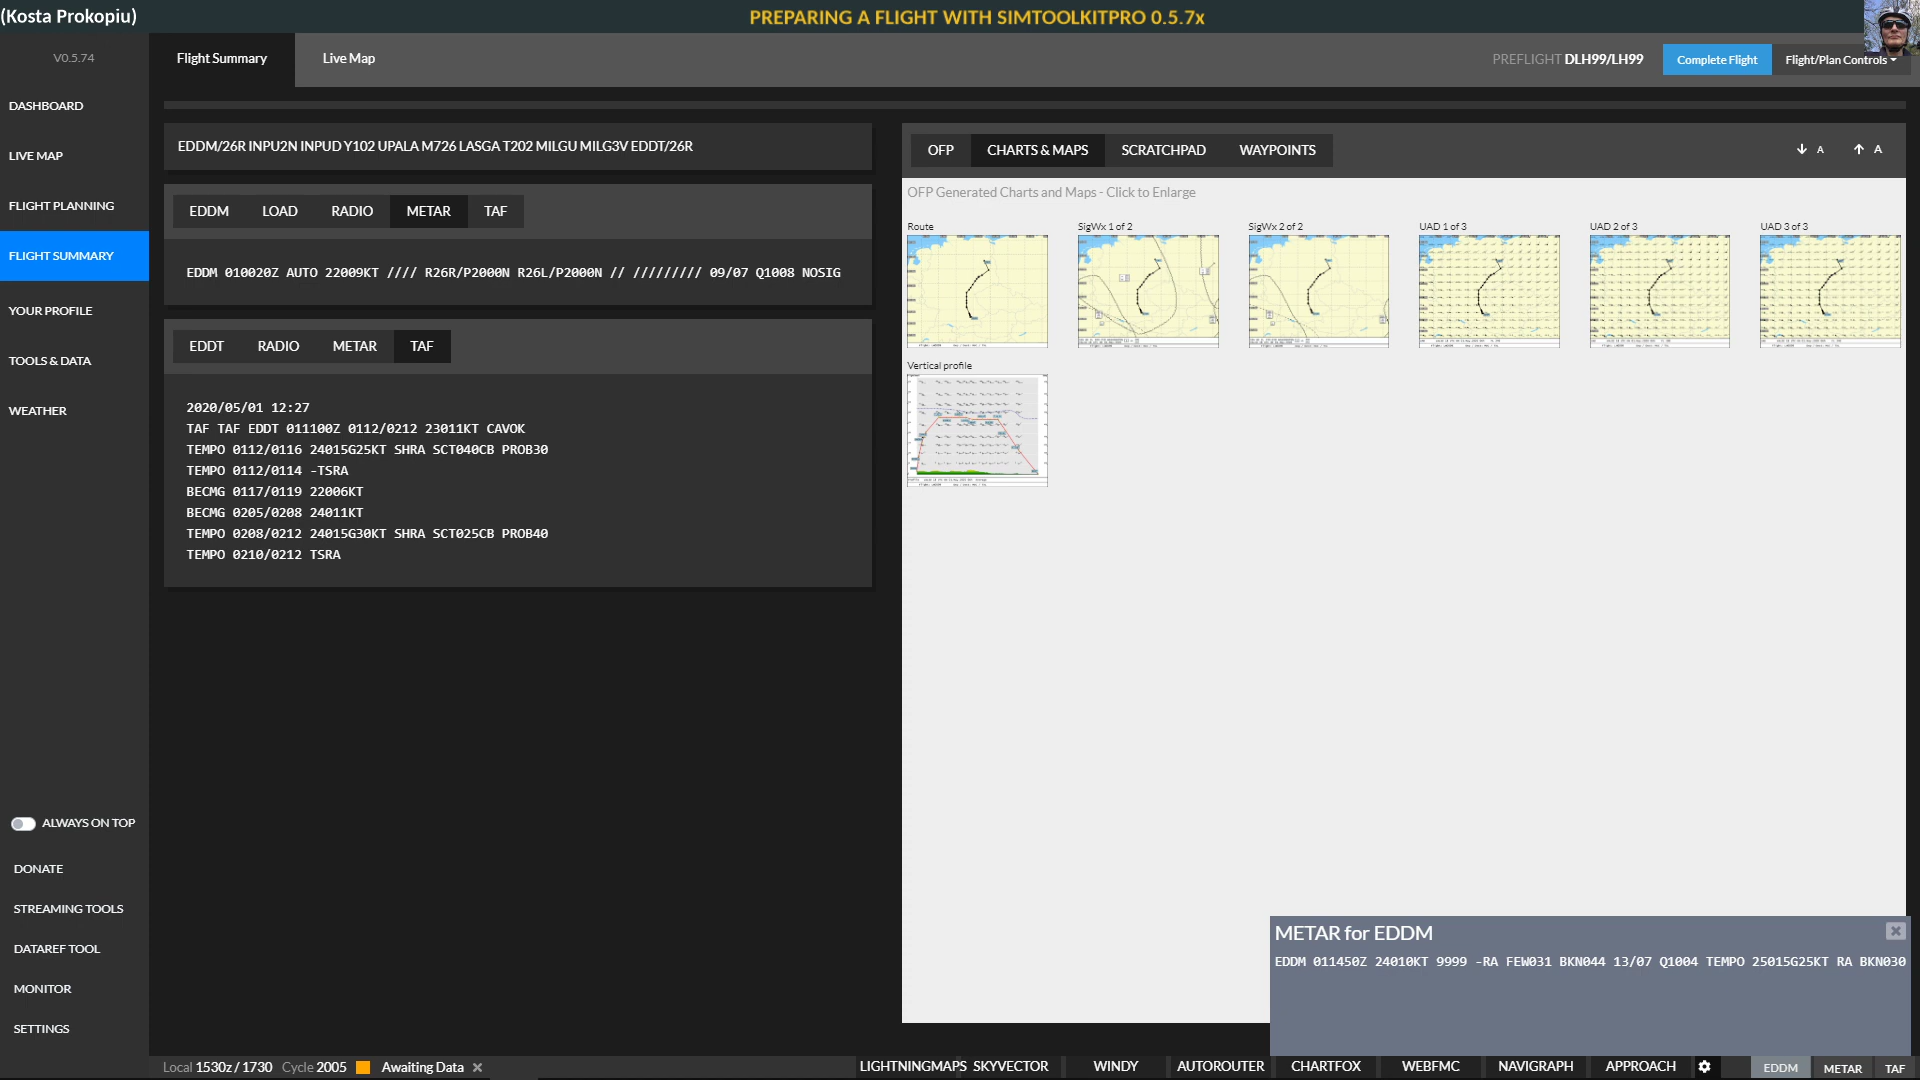 (Kosta Prokopiu)
PREPARING A FLIGHT WITH SIMTOOLKITPRO 0.5.7x
V0.5.74
Flight Summary
Live Map
PREFLIGHT DLH99/LH99
Complete Flight
Flight/Plan Controls
DASHBOARD
LIVE MAP
FLIGHT PLANNING
FLIGHT SUMMARY
YOUR PROFILE
TOOLS & DATA
WEATHER
ALWAYS ON TOP
DONATE
STREAMING TOOLS
DATAREF TOOL
MONITOR
SETTINGS
EDDM/26R INPU2N INPUD Y102 UPALA M726 LASGA T202 MILGU MILG3V EDDT/26R
EDDM LOAD RADIO METAR TAF
EDDM 010020Z AUTO 22009KT //// R26R/P2000N R26L/P2000N // ///////// 09/07 Q1008 NOSIG
EDDT RADIO METAR TAF
2020/05/01 12:27
TAF TAF EDDT 011100Z 0112/0212 23011KT CAVOK
TEMPO 0112/0116 24015G25KT SHRA SCT040CB PROB30
TEMPO 0112/0114 -TSRA
BECMG 0117/0119 22006KT
BECMG 0205/0208 24011KT
TEMPO 0208/0212 24015G30KT SHRA SCT025CB PROB40
TEMPO 0210/0212 TSRA
OFP CHARTS & MAPS SCRATCHPAD WAYPOINTS
A A
OFP Generated Charts and Maps - Click to Enlarge
Route
SigWx 1 of 2
SigWx 2 of 2
UAD 1 of 3
UAD 2 of 3
UAD 3 of 3
Vertical profile
METAR for EDDM
EDDM 011450Z 24010KT 9999 -RA FEW031 BKN044 13/07 Q1004 TEMPO 25015G25KT RA BKN030
Local 1530z / 1730 Cycle 2005 Awaiting Data
LIGHTNINGMAPS SKYVECTOR WINDY AUTOROUTER CHARTFOX WEBFMC NAVIGRAPH APPROACH
EDDM METAR TAF